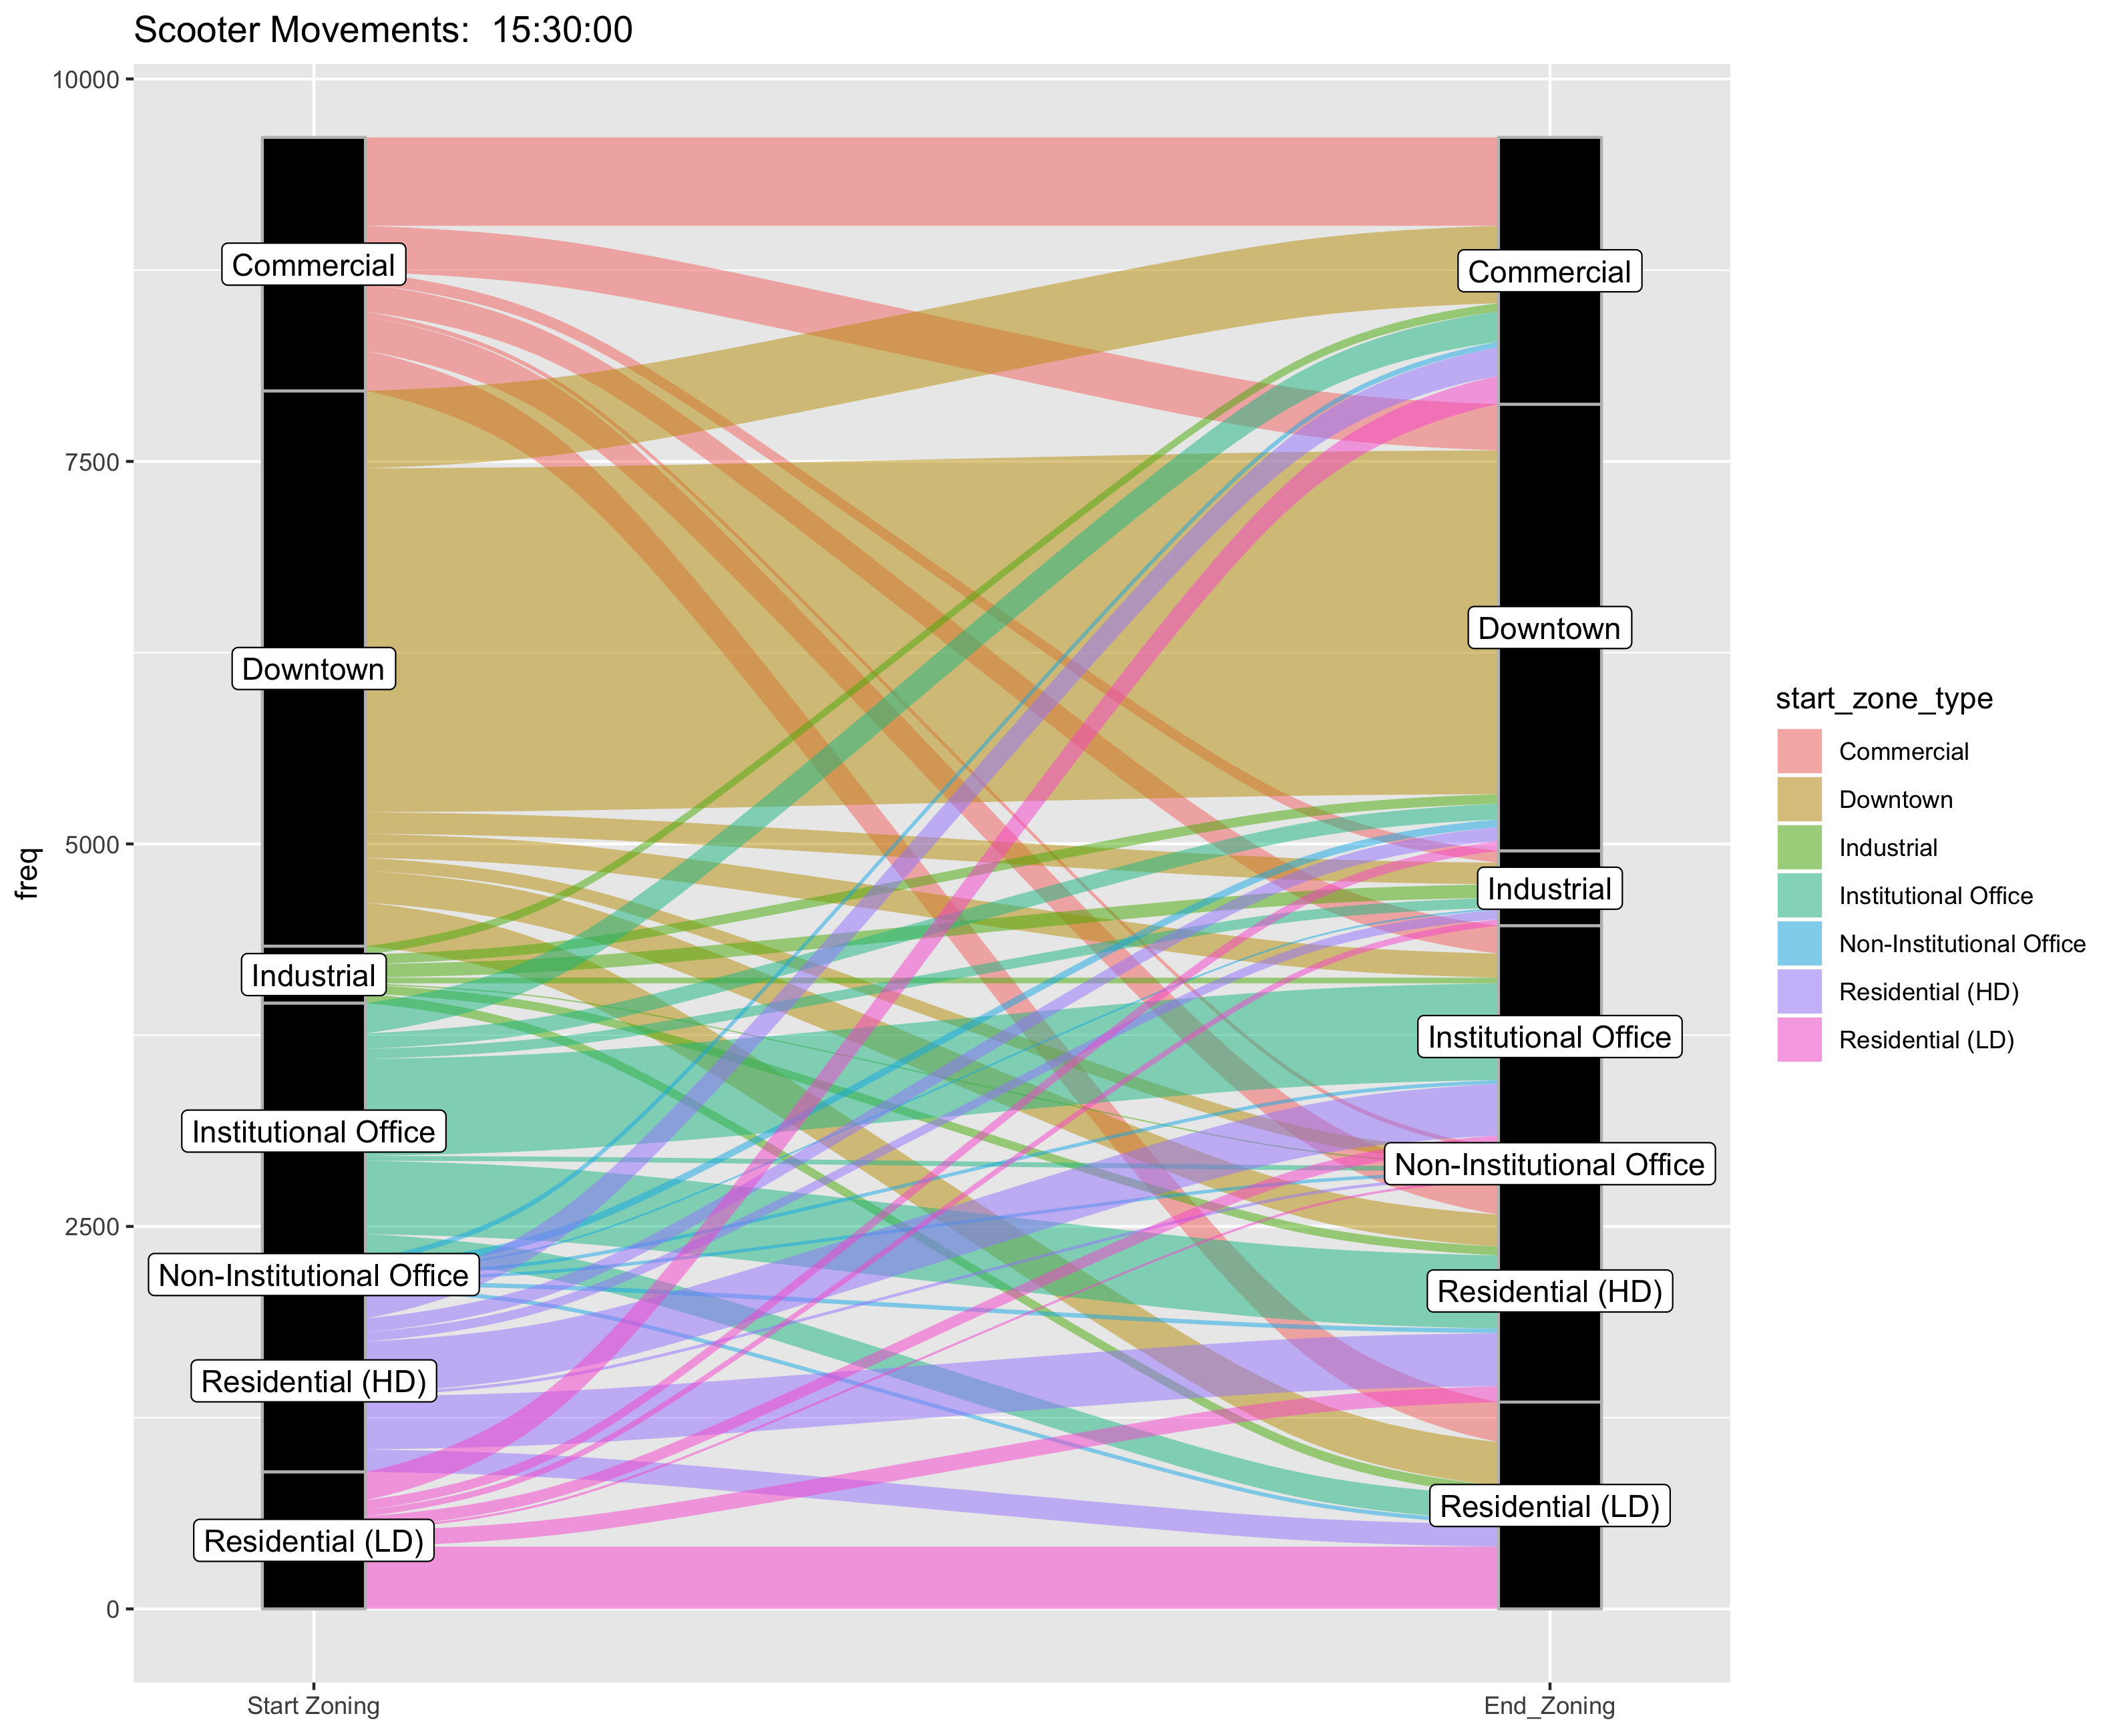 Scooter Movements:  15:30:00
10000
7500
5000
2500
0
freq
Commercial
Downtown
Industrial
Institutional Office
Non-Institutional Office
Residential (HD)
Residential (LD)
Commercial
Downtown
Industrial
Institutional Office
Non-Institutional Office
Residential (HD)
Residential (LD)
Start Zoning
End_Zoning
start_zone_type
Commercial
Downtown
Industrial
Institutional Office
Non-Institutional Office
Residential (HD)
Residential (LD)